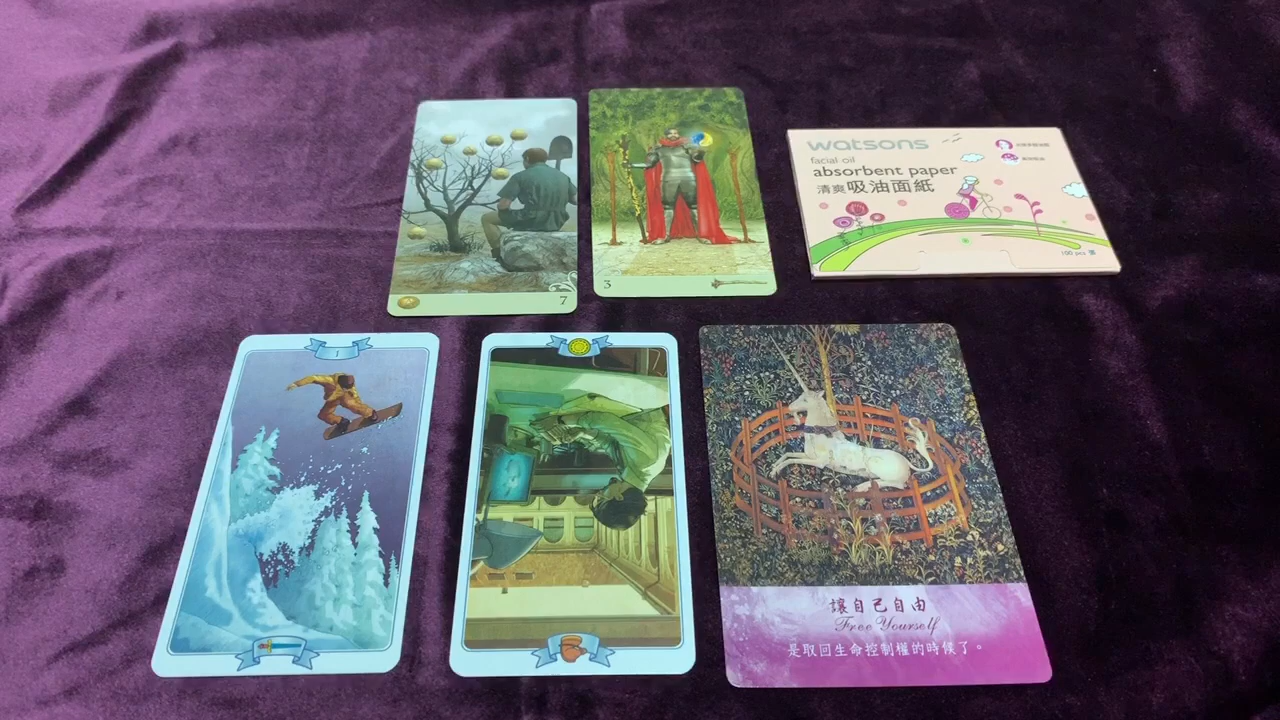 7
3
watsons
facial oil
absorbent paper
清爽吸油面紙
100 pcs 張
I
讓自己自由
Free Yourself
是取回生命控制權的時候了。